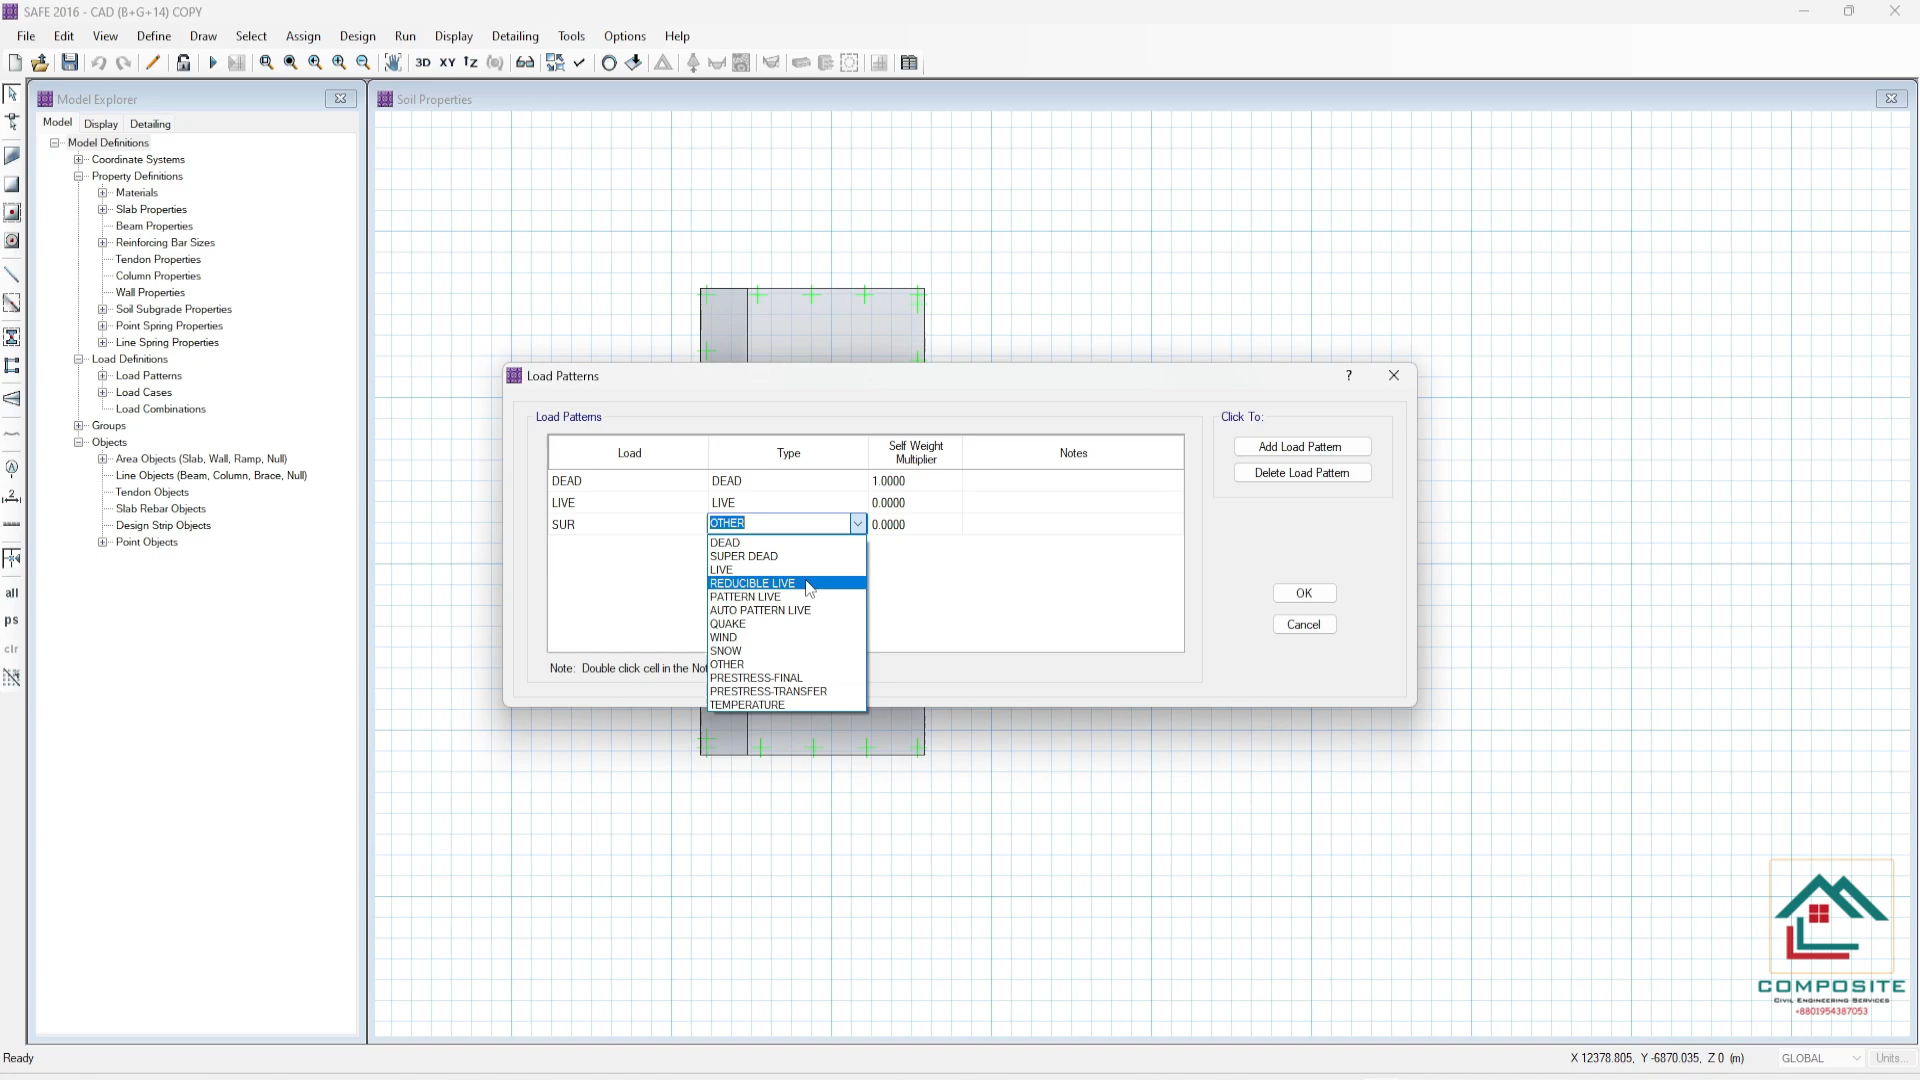 SAFE 2016 - CAD (B+G+14) COPY
File Edit View Define Draw Select Assign Design Run Display Detailing Tools Options Help
3D XY
Model Explorer
Soil Properties
Model Display Detailing
Model Definitions
Coordinate Systems
Property Definitions
Materials
Slab Properties
Beam Properties
Reinforcing Bar Sizes
Tendon Properties
Column Properties
Wall Properties
Soil Subgrade Properties
Point Spring Properties
Line Spring Properties
Load Definitions
Load Patterns
Load Cases
Load Combinations
Groups
Objects
Area Objects (Slab, Wall, Ramp, Null)
Line Objects (Beam, Column, Brace, Null)
Tendon Objects
Slab Rebar Objects
Design Strip Objects
Point Objects
all
ps
clr
Load Patterns ?
Load Patterns
Load Type Self Weight Multiplier Notes
DEAD DEAD 1.0000
LIVE LIVE 0.0000
SUR OTHER 0.0000
DEAD
SUPER DEAD
LIVE
REDUCIBLE LIVE
PATTERN LIVE
AUTO PATTERN LIVE
QUAKE
WIND
SNOW
OTHER
PRESTRESS-FINAL
PRESTRESS-TRANSFER
TEMPERATURE
Note: Double click cell in the
Click To:
Add Load Pattern
Delete Load Pattern
OK
Cancel
COMPOSITE
CIVIL ENGINEERING SERVICES
+8801954387053
Ready
X 12378.805, Y -6870.035, Z 0 (m) GLOBAL Units...